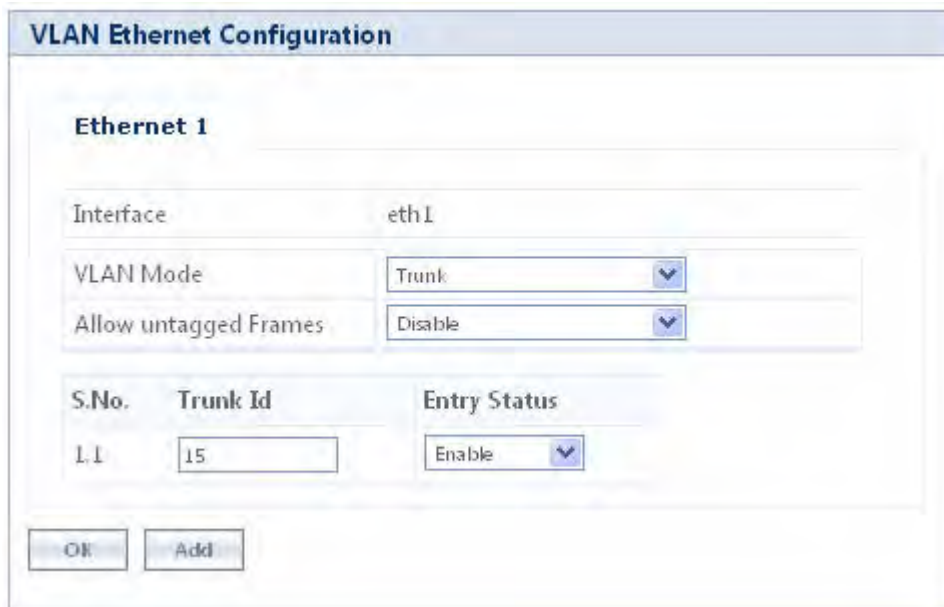 VLAN Ethernet Configuration
Ethernet 1
Interface eth1
VLAN Mode Trunk
Allow untagged Frames Disable
S.No. Trunk Id Entry Status
1.1 15 Enable
OK Add